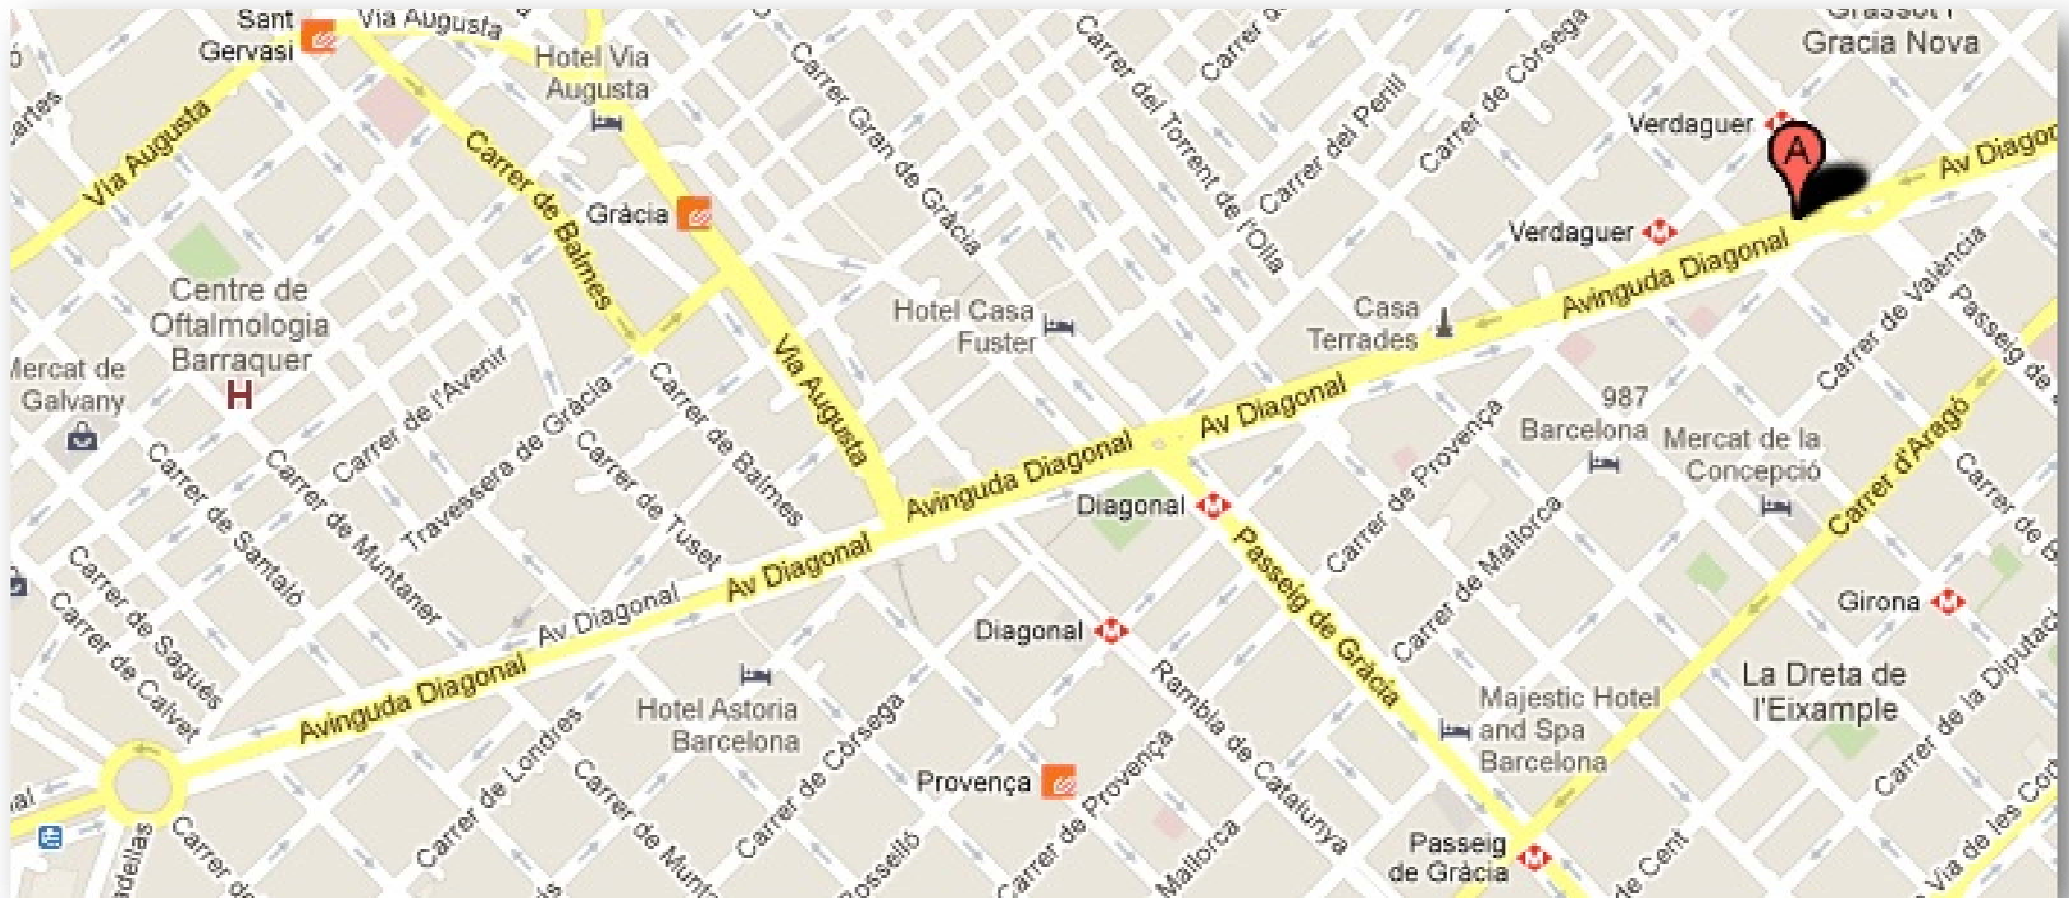 Sant
Gervasi
Via Augusta
Hotel Via
Augusta
Carrer Gran de Gràcia
Carrer del Torrent de l'Olla
Carrer del Perill
Carrer de Còrsega
Gracia Nova
Verdaguer
A
Via Augusta
Carrer de Balmes
Gràcia
Verdaguer
Avinguda Diagonal
Carrer de València
Passeig de
Centre de
Oftalmologia
Barraquer
H
Hotel Casa
Fuster
Casa
Terrades
Galvany
Carrer de l'Avenir
Travessera de Gràcia
Via Augusta
Carrer de Balmes
Av Diagonal
987
Barcelona
Mercat de la
Concepció
Carrer d'Aragó
Carrer de Santaló
Carrer de Muntaner
Carrer de Tuset
Avinguda Diagonal
Diagonal
Carrer de Provença
Carrer de Mallorca
Passeig de Gràcia
Girona
Carrer de Sagués
Carrer de Calvet
Av Diagonal
Av Diagonal
Diagonal
Avinguda Diagonal
Hotel Astoria
Barcelona
Carrer de Còrsega
Rambla de Catalunya
Majestic Hotel
and Spa
Barcelona
La Dreta de
l'Eixample
Carrer de Londres
Provença
Carrer de Provença
Mallorca
Passeig
de Gràcia
de Cent
Rosselló
Via de les